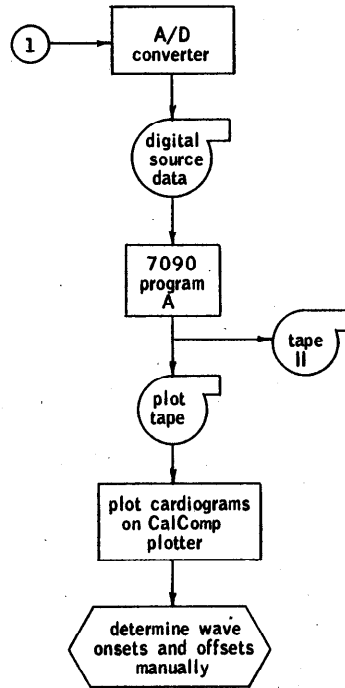 1
A/D
converter
digital
source
data
7090
program
A
tape
II
plot
tape
plot cardiograms
on CalComp
plotter
determine wave
onsets and offsets
manually